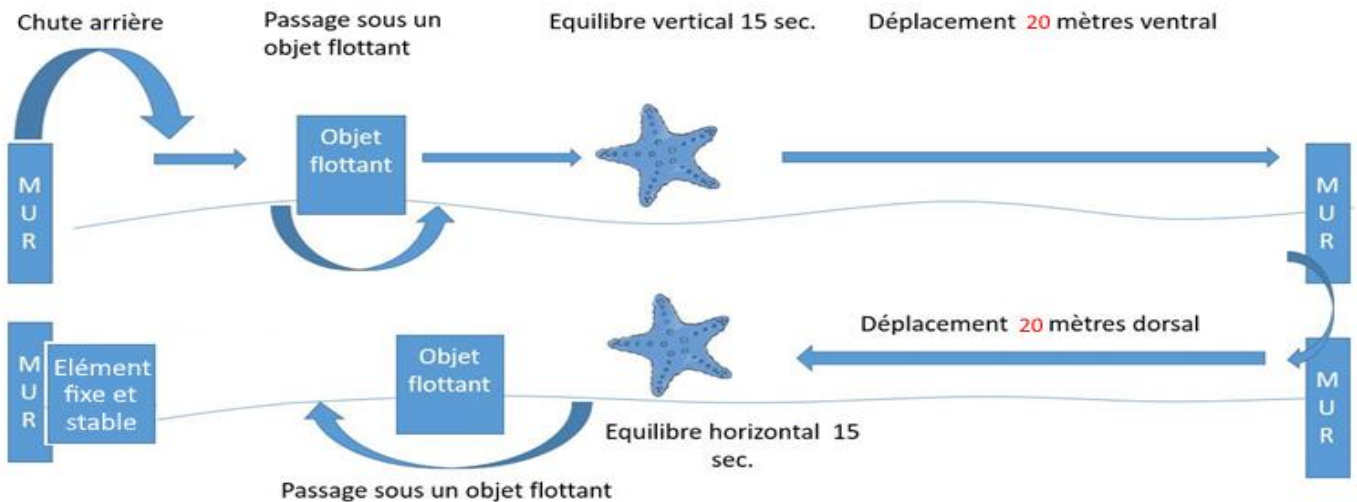 Chute arrière
Passage sous un
objet flottant
Equilibre vertical 15 sec.
Déplacement 20 mètres ventral
M
U
R
Objet
flottant
M
U
R
M
U
R
Elément
fixe et
stable
Objet
flottant
Déplacement 20 mètres dorsal
M
U
R
Equilibre horizontal 15
sec.
Passage sous un objet flottant